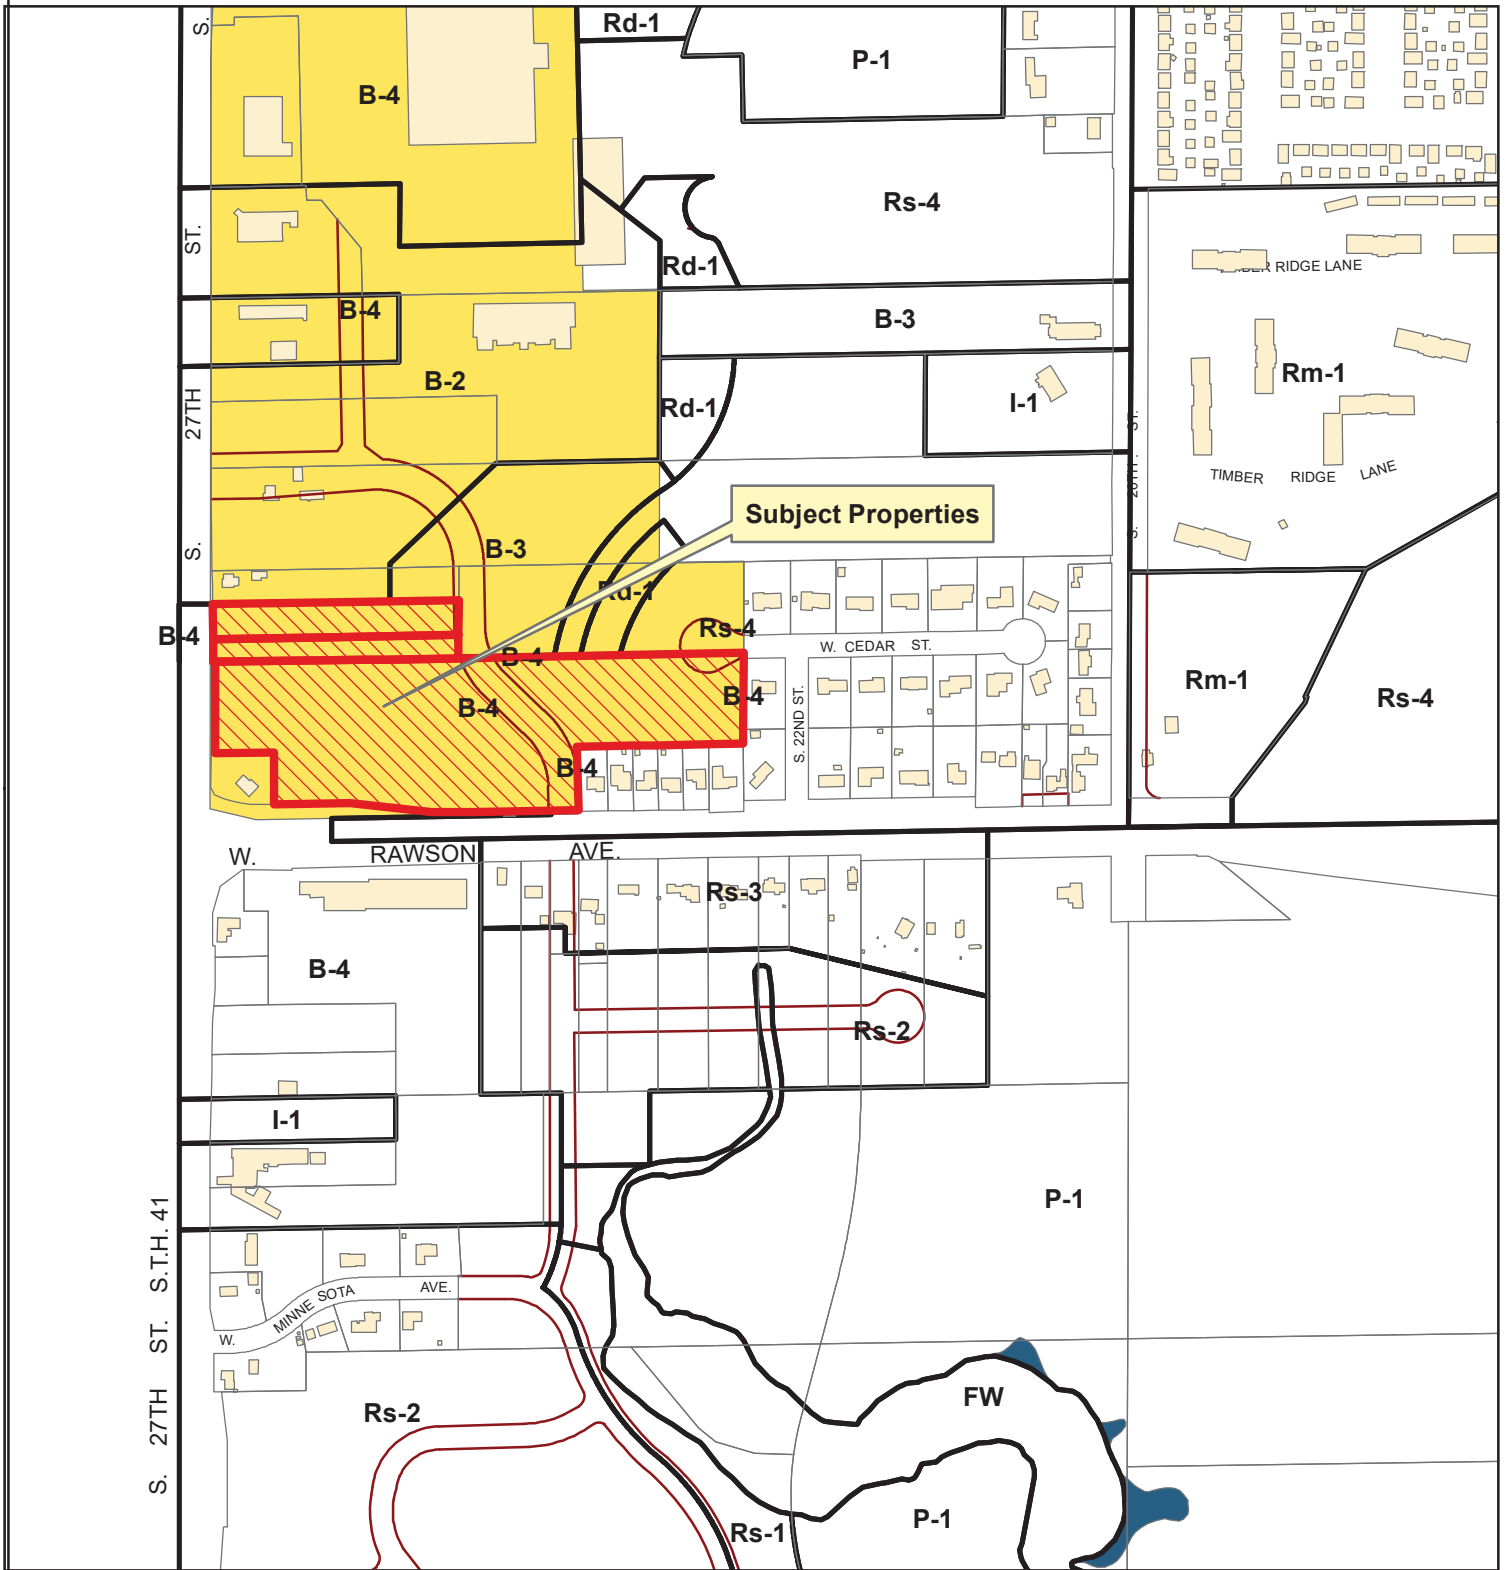 S.
Rd-1
P-1
B-4
Rs-4
ST.
Rd-1
RIDGE LANE
B-4
B-3
B-2
Rm-1
27TH
Rd-1
I-1
ST.
TIMBER RIDGE LANE
Subject Properties
S.
S.
B-3
Rd-1
B-4
Rs-4
W. CEDAR ST.
B-4
Rm-1
B-4
B-4
Rs-4
S. 22ND ST.
B-4
W. RAWSON AVE.
Rs-3
B-4
Rs-2
I-1
P-1
S. 27TH ST. S.T.H. 41
W. MINNE SOTA AVE.
FW
Rs-2
Rs-1
P-1